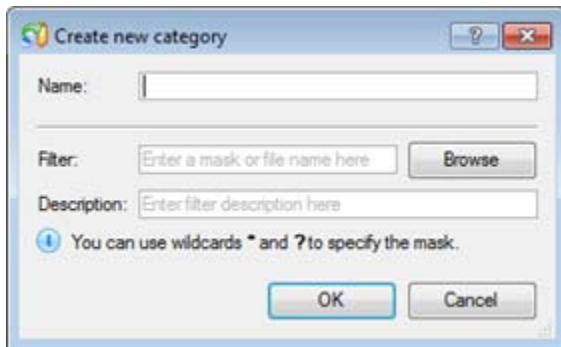 Create new category
Name:
Filter: Enter a mask or file name here Browse
Description: Enter filter description here
You can use wildcards * and ? to specify the mask.
OK Cancel